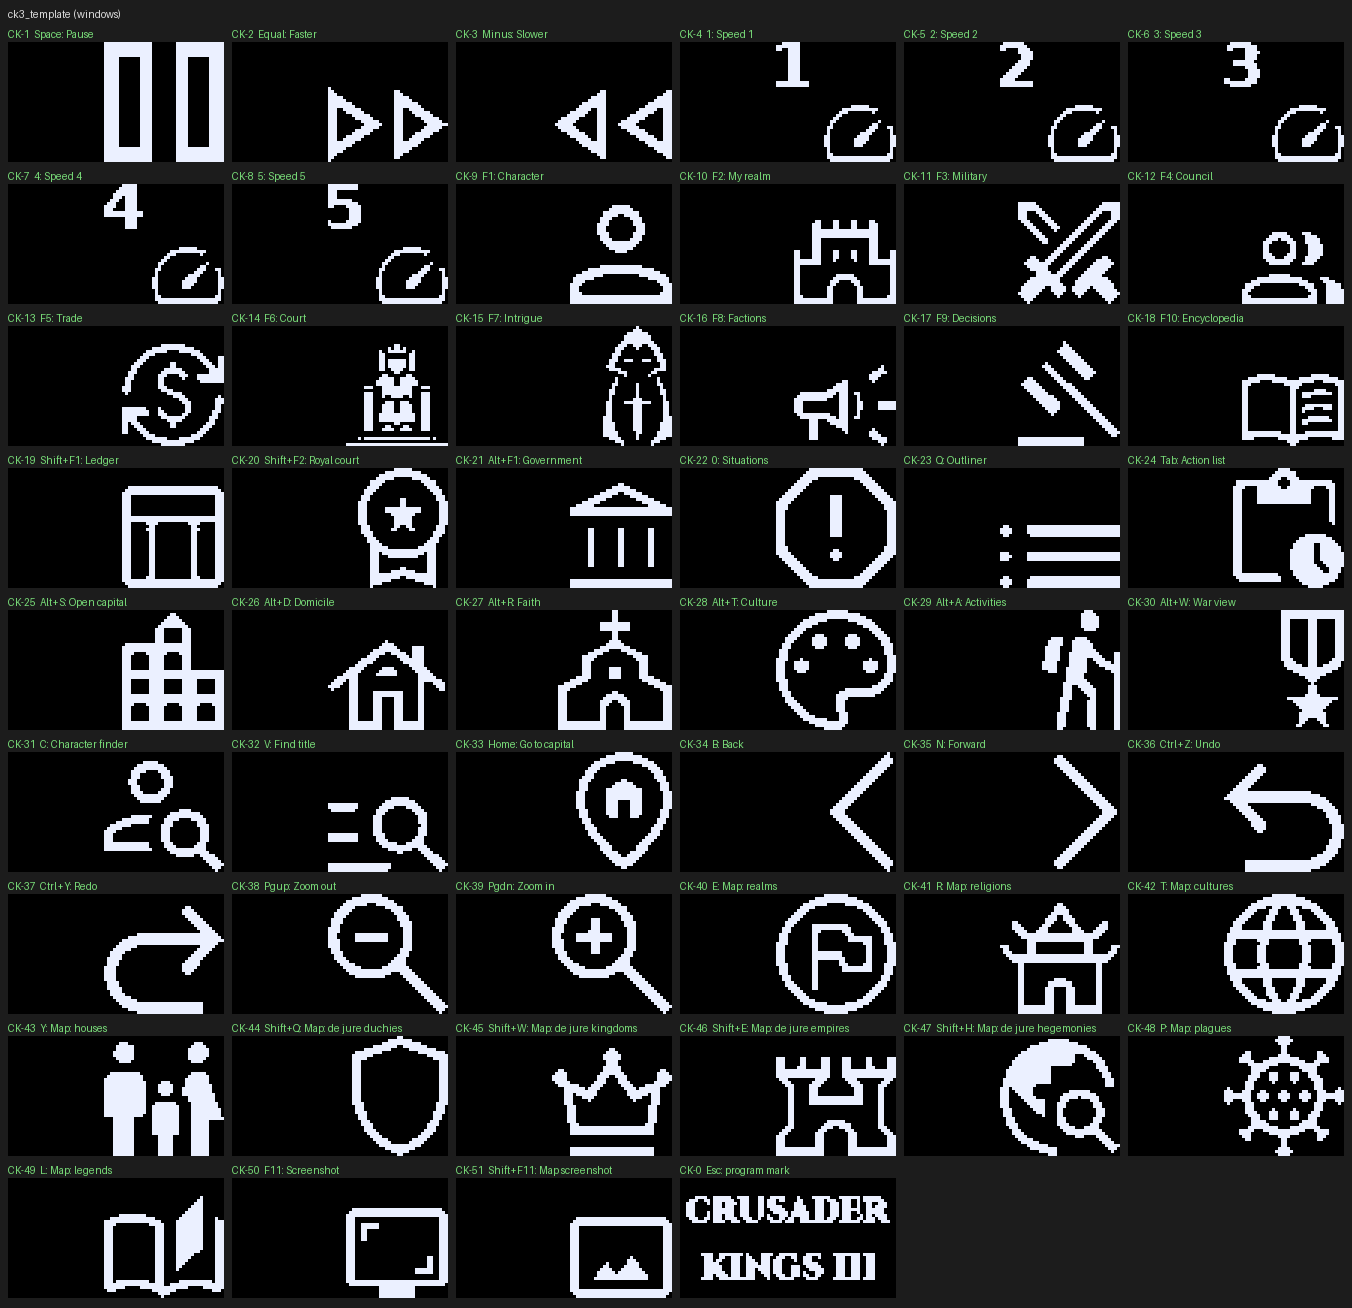 ck3_template (windows)
CK-1 Space: Pause
CK-2 Equal: Faster
CK-3 Minus: Slower
CK-4 1: Speed 1
CK-5 2: Speed 2
CK-6 3: Speed 3
1
2
3
CK-7 4: Speed 4
CK-8 5: Speed 5
CK-9 F1: Character
CK-10 F2: My realm
CK-11 F3: Military
CK-12 F4: Council
4
5
CK-13 F5: Trade
CK-14 F6: Court
CK-15 F7: Intrigue
CK-16 F8: Factions
CK-17 F9: Decisions
CK-18 F10: Encyclopedia
$
CK-19 Shift+F1: Ledger
CK-20 Shift+F2: Royal court
CK-21 Alt+F1: Government
CK-22 0: Situations
CK-23 Q: Outliner
CK-24 Tab: Action list
!
CK-25 Alt+S: Open capital
CK-26 Alt+D: Domicile
CK-27 Alt+R: Faith
CK-28 Alt+T: Culture
CK-29 Alt+A: Activities
CK-30 Alt+W: War view
CK-31 C: Character finder
CK-32 V: Find title
CK-33 Home: Go to capital
CK-34 B: Back
CK-35 N: Forward
CK-36 Ctrl+Z: Undo
CK-37 Ctrl+Y: Redo
CK-38 Pgup: Zoom out
CK-39 Pgdn: Zoom in
CK-40 E: Map: realms
CK-41 R: Map: religions
CK-42 T: Map: cultures
CK-43 Y: Map: houses
CK-44 Shift+Q: Map: de jure duchies
CK-45 Shift+W: Map: de jure kingdoms
CK-46 Shift+E: Map: de jure empires
CK-47 Shift+H: Map: de jure hegemonies
CK-48 P: Map: plagues
CK-49 L: Map: legends
CK-50 F11: Screenshot
CK-51 Shift+F11: Map screenshot
CK-0 Esc: program mark
CRUSADER
KINGS III